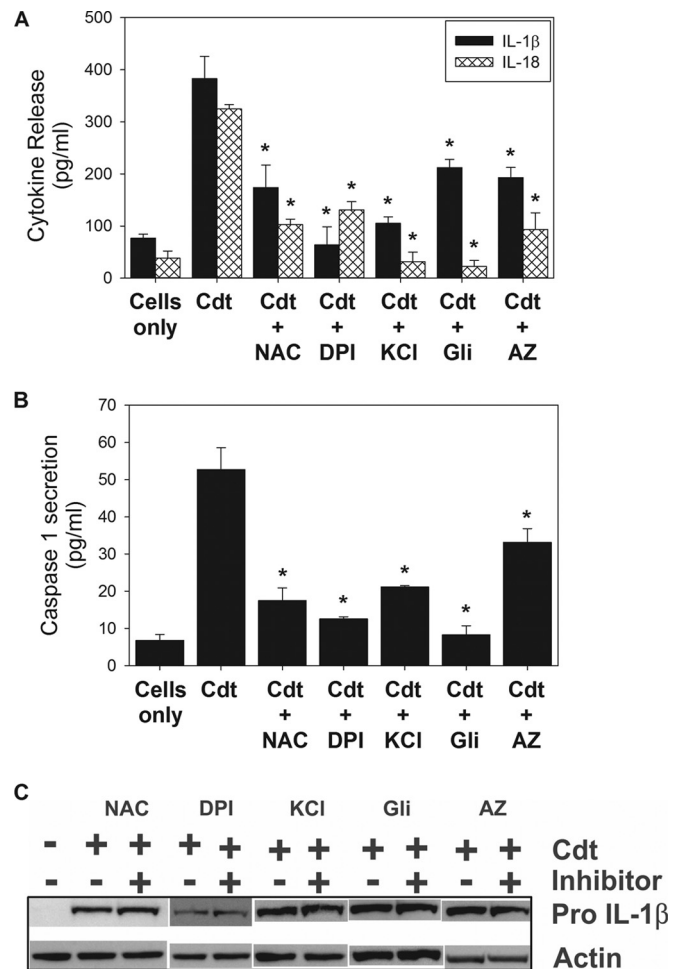 A
Cytokine Release
(pg/ml)
500
400
300
200
100
0
IL-1β
IL-18
* * * * * * * * * *
Cells Cdt Cdt Cdt Cdt Cdt Cdt
only + + + + +
NAC DPI KCl Gli AZ
B
Caspase 1 secretion
(pg/ml)
70
60
50
40
30
20
10
0
* * * * *
Cells Cdt Cdt Cdt Cdt Cdt Cdt
only + + + + +
NAC DPI KCl Gli AZ
C
NAC DPI KCl Gli AZ
- + + + + + + + + + + Cdt
- - + - + - + - + - + Inhibitor
Pro IL-1β
Actin